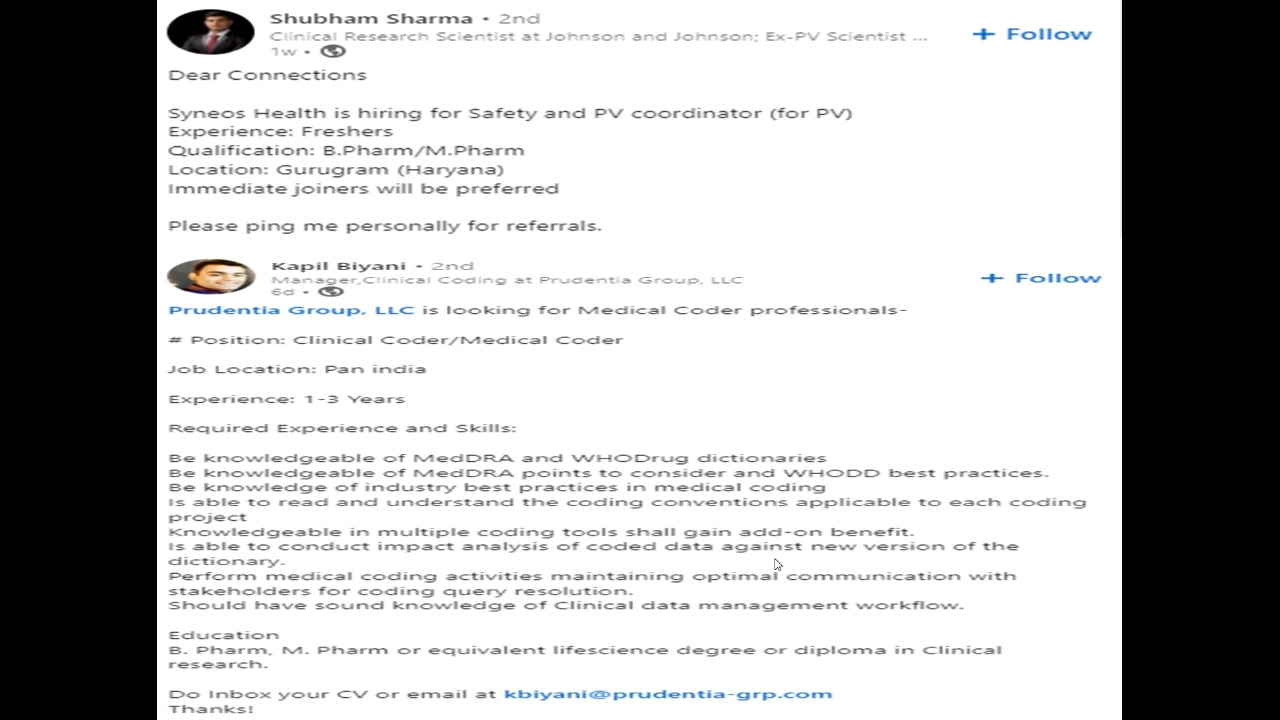 Shubham Sharma • 2nd
Clinical Research Scientist at Johnson and Johnson; Ex-PV Scientist ...
+ Follow
1w •
Dear Connections
Syneos Health is hiring for Safety and PV coordinator (for PV)
Experience: Freshers
Qualification: B.Pharm/M.Pharm
Location: Gurugram (Haryana)
Immediate joiners will be preferred
Please ping me personally for referrals.
Kapil Biyani • 2nd
Manager,Clinical Coding at Prudentia Group, LLC
+ Follow
6d •
Prudentia Group, LLC is looking for Medical Coder professionals-
# Position: Clinical Coder/Medical Coder
Job Location: Pan india
Experience: 1-3 Years
Required Experience and Skills:
Be knowledgeable of MedDRA and WHODrug dictionaries
Be knowledgeable of MedDRA points to consider and WHODD best practices.
Be knowledge of industry best practices in medical coding
Is able to read and understand the coding conventions applicable to each coding
project
Knowledgeable in multiple coding tools shall gain add-on benefit.
Is able to conduct impact analysis of coded data against new version of the
dictionary.
Perform medical coding activities maintaining optimal communication with
stakeholders for coding query resolution.
Should have sound knowledge of Clinical data management workflow.
Education
B. Pharm, M. Pharm or equivalent lifescience degree or diploma in Clinical
research.
Do Inbox your CV or email at kbiyani@prudentia-grp.com
Thanks!